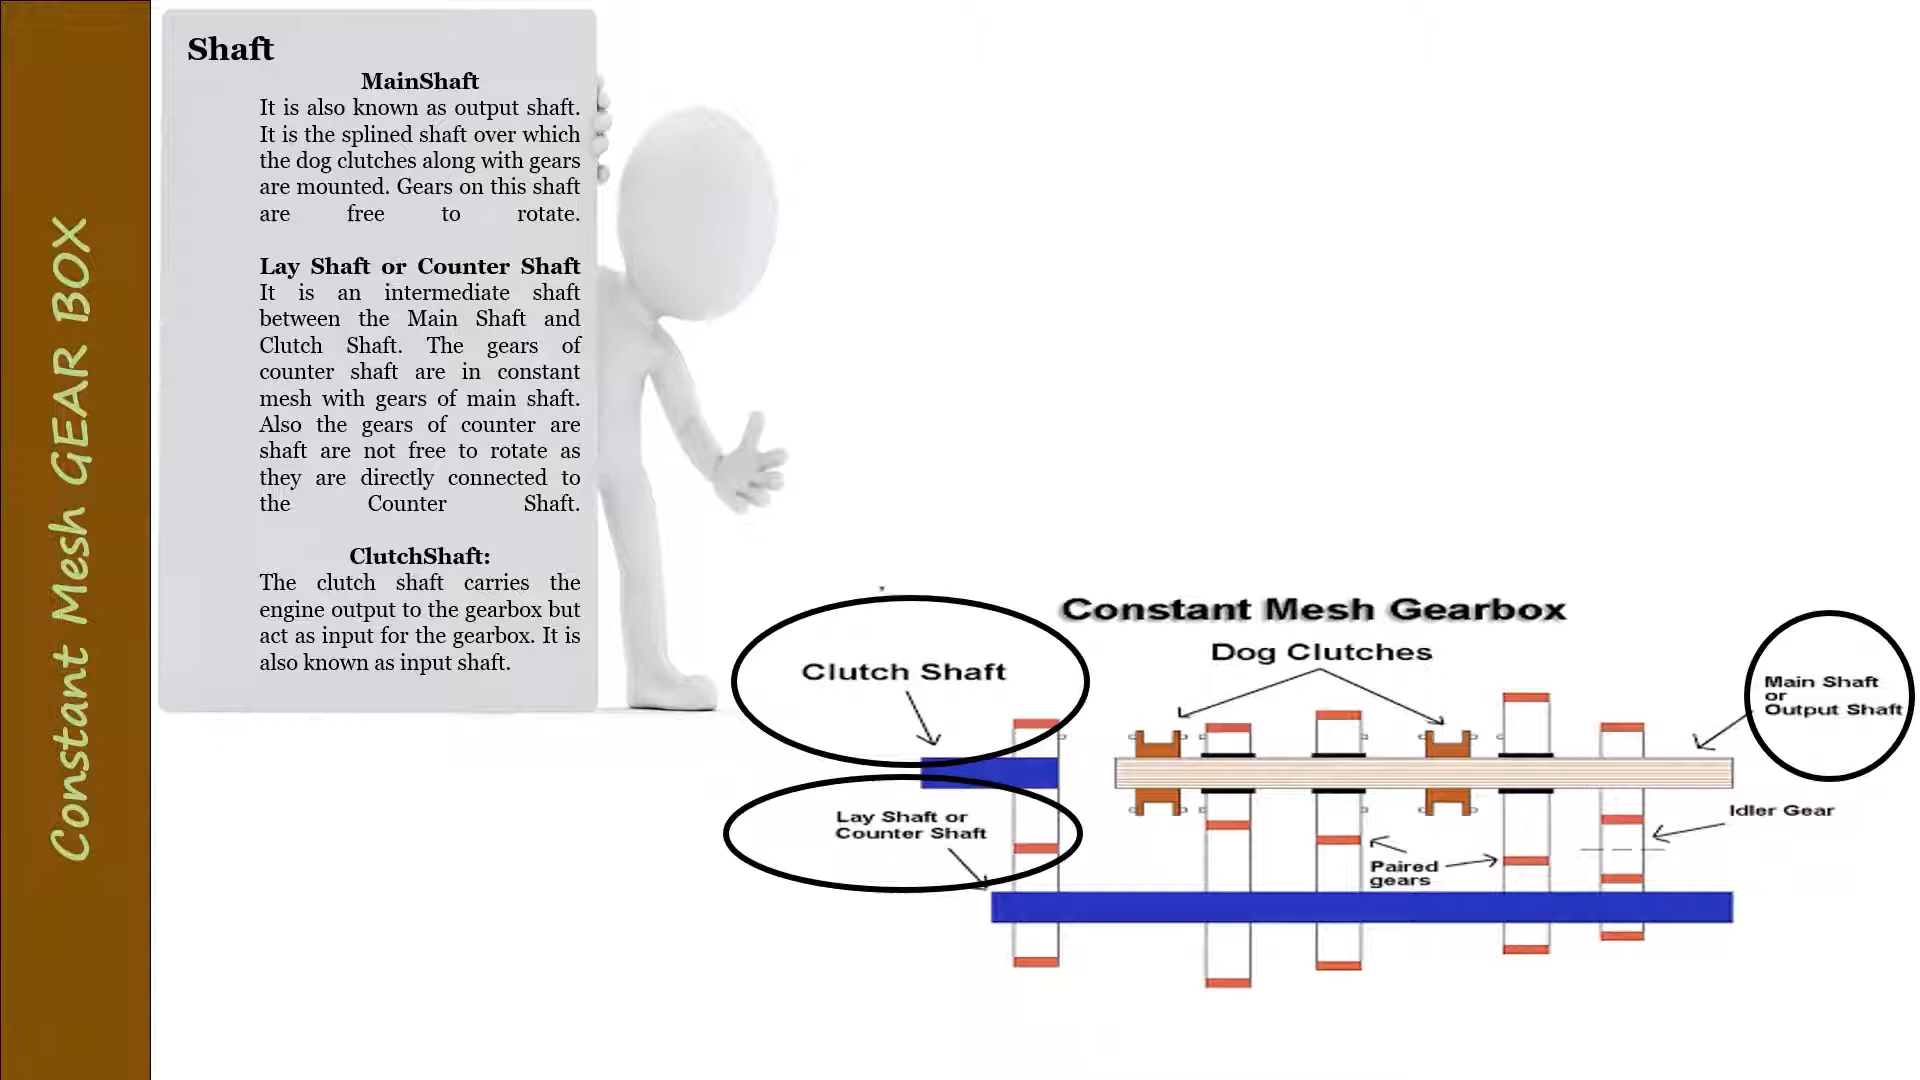 Constant Mesh GEAR BOX
Shaft
MainShaft
It is also known as output shaft.
It is the splined shaft over which
the dog clutches along with gears
are mounted. Gears on this shaft
are free to rotate.
Lay Shaft or Counter Shaft
It is an intermediate shaft
between the Main Shaft and
Clutch Shaft. The gears of
counter shaft are in constant
mesh with gears of main shaft.
Also the gears of counter are
shaft are not free to rotate as
they are directly connected to
the Counter Shaft.
ClutchShaft:
The clutch shaft carries the
engine output to the gearbox but
act as input for the gearbox. It is
also known as input shaft.
Constant Mesh Gearbox
Dog Clutches
Clutch Shaft
Main Shaft
or
Output Shaft
Lay Shaft or
Counter Shaft
Idler Gear
Paired
gears